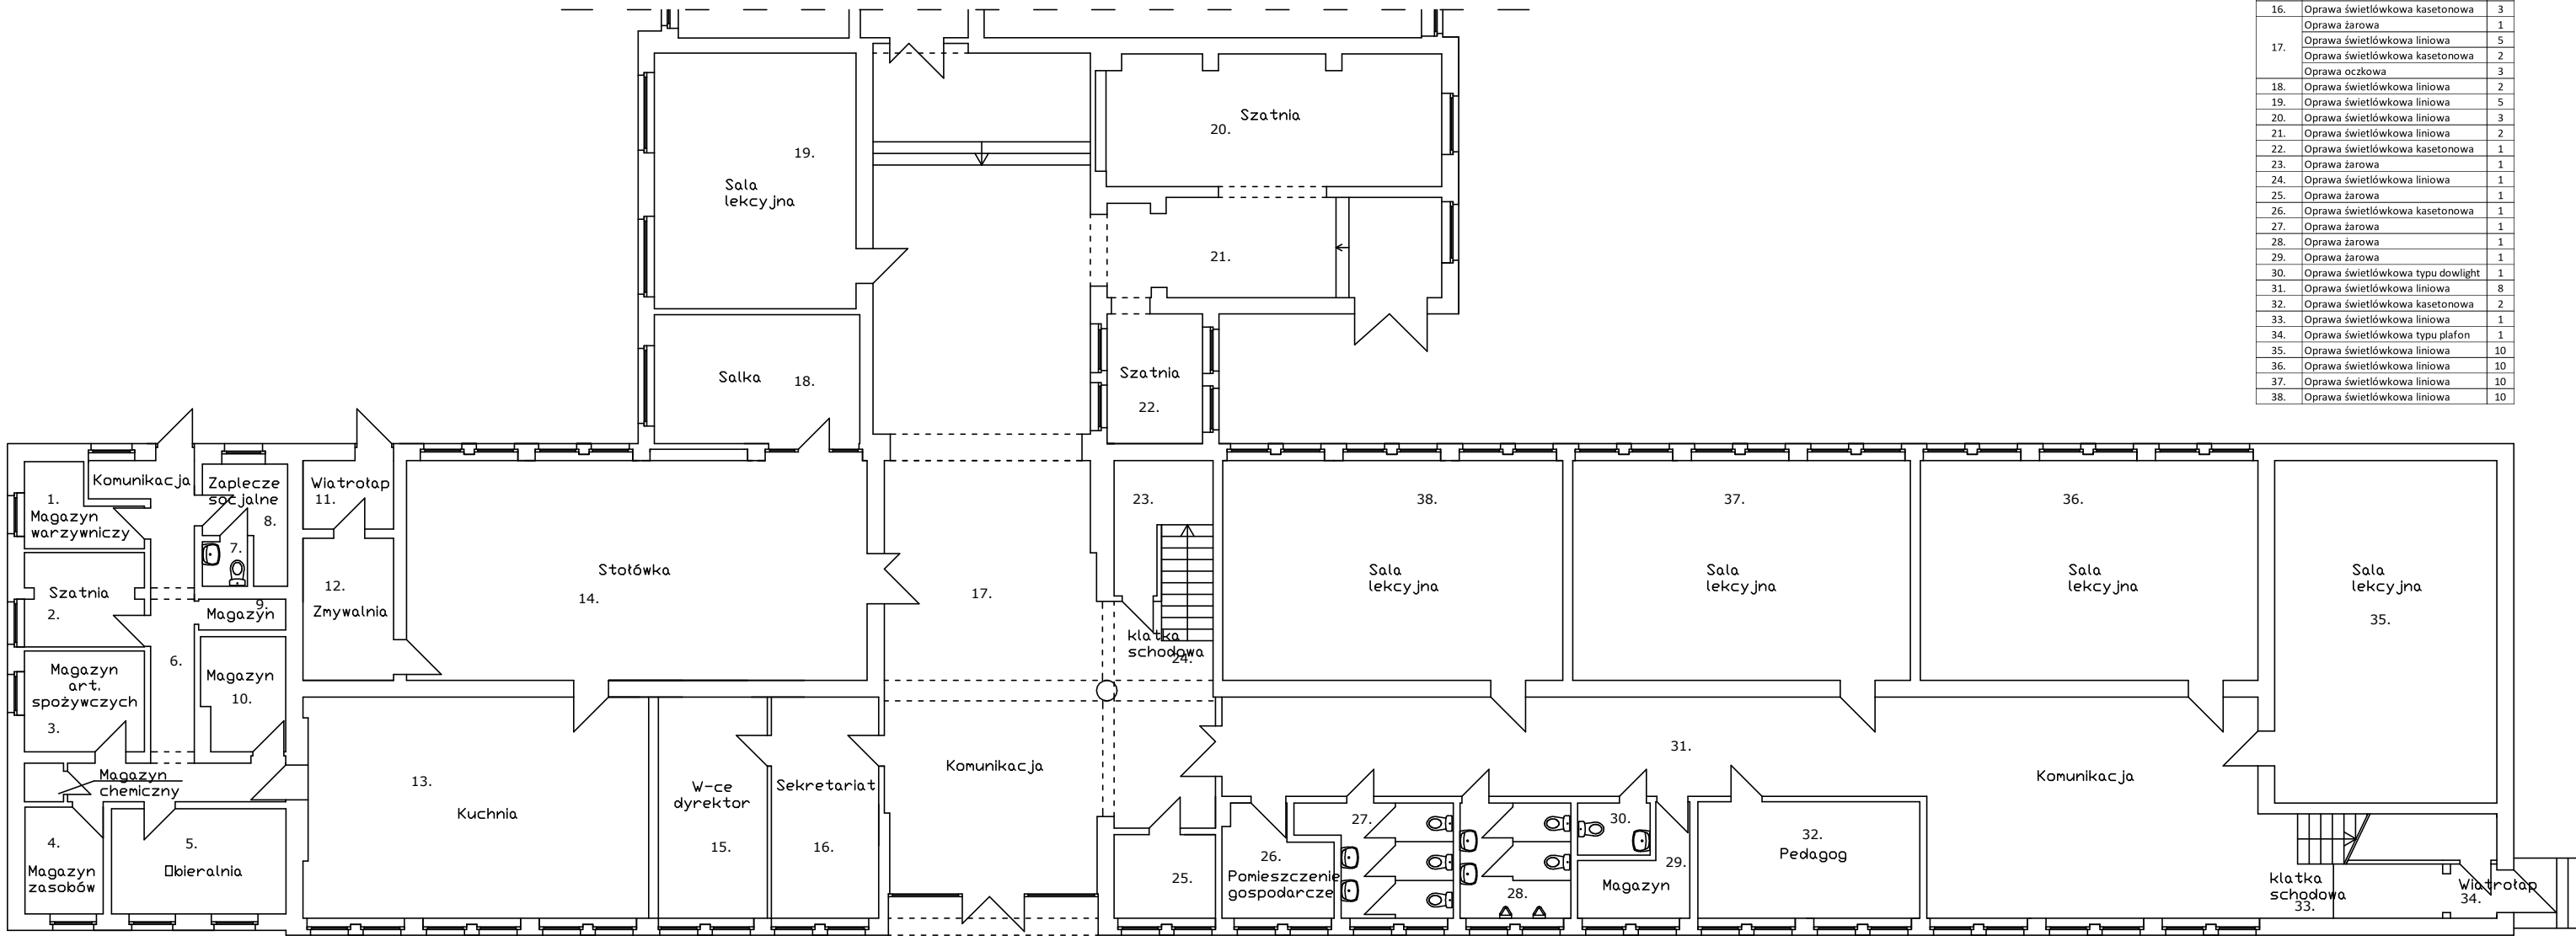 16. Oprawa świetlówkowa kasetonowa 3
17. Oprawa żarowa 1
Oprawa świetlówkowa liniowa 5
Oprawa świetlówkowa kasetonowa 2
Oprawa oczkowa 3
18. Oprawa świetlówkowa liniowa 2
19. Oprawa świetlówkowa liniowa 5
20. Oprawa świetlówkowa liniowa 3
21. Oprawa świetlówkowa liniowa 2
22. Oprawa świetlówkowa kasetonowa 1
23. Oprawa żarowa 1
24. Oprawa świetlówkowa liniowa 1
25. Oprawa żarowa 1
26. Oprawa świetlówkowa kasetonowa 1
27. Oprawa żarowa 1
28. Oprawa żarowa 1
29. Oprawa żarowa 1
30. Oprawa świetlówkowa typu dowlight 1
31. Oprawa świetlówkowa liniowa 8
32. Oprawa świetlówkowa kasetonowa 2
33. Oprawa świetlówkowa liniowa 1
34. Oprawa świetlówkowa typu plafon 1
35. Oprawa świetlówkowa liniowa 10
36. Oprawa świetlówkowa liniowa 10
37. Oprawa świetlówkowa liniowa 10
38. Oprawa świetlówkowa liniowa 10
19.
Sala
lekcyjna
Szatnia
20.
21.
Salka 18.
Szatnia
22.
1.
Magazyn
warzywniczy
Komunikacja
Zaplecze
socjalne
8.
7.
Wiatrołap
11.
Szatnia
2.
9.
Magazyn
12.
Zmywalnia
Stołówka
14.
17.
23.
klatka
schodowa
24.
38.
Sala
lekcyjna
37.
Sala
lekcyjna
36.
Sala
lekcyjna
Sala
lekcyjna
35.
Magazyn
art.
spożywczych
3.
6.
Magazyn
10.
Magazyn
chemiczny
4.
Magazyn
zasobów
5.
Obieralnia
13.
Kuchnia
W-ce
dyrektor
15.
Sekretariat
16.
Komunikacja
25.
26.
Pomieszczenie
gospodarcze
27.
28.
30.
29.
Magazyn
31.
32.
Pedagog
Komunikacja
klatka
schodowa
33.
Wiatrołap
34.